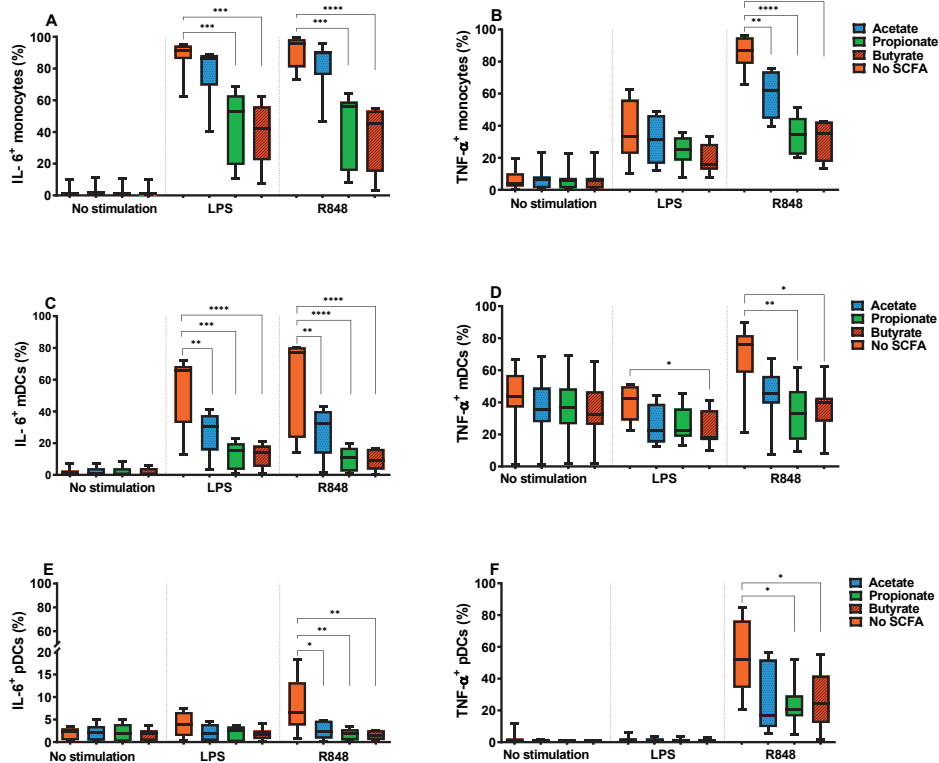 A
IL- 6+ monocytes (%)
100
80
60
40
20
0
***
***
****
***
No stimulation
LPS
R848
B
TNF-α+ monocytes (%)
100
80
60
40
20
0
****
**
No stimulation
LPS
R848
Acetate
Propionate
Butyrate
No SCFA
C
IL- 6+ mDCs (%)
100
80
60
40
20
0
****
***
**
****
****
**
No stimulation
LPS
R848
D
TNF-α+ mDCs (%)
100
80
60
40
20
0
*
*
**
No stimulation
LPS
R848
Acetate
Propionate
Butyrate
No SCFA
E
IL- 6+ pDCs (%)
100
80
60
20
15
10
5
0
**
**
*
No stimulation
LPS
R848
F
TNF-α+ pDCs (%)
100
80
60
40
20
0
*
*
No stimulation
LPS
R848
Acetate
Propionate
Butyrate
No SCFA